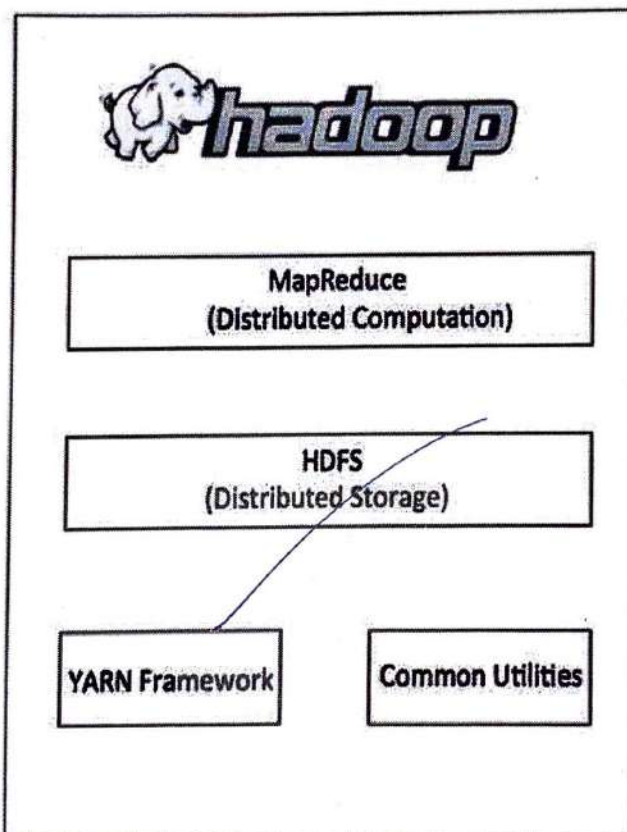 hadoop
MapReduce
(Distributed Computation)
HDFS
(Distributed Storage)
YARN Framework
Common Utilities